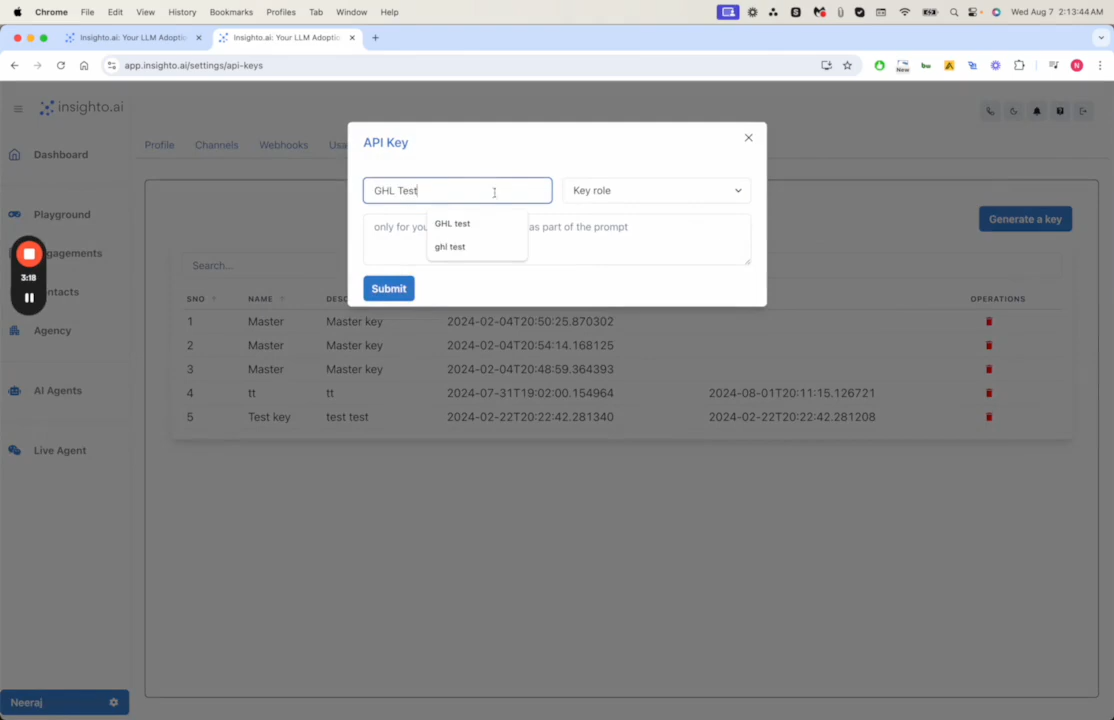 Chrome File Edit View History Bookmarks Profiles Tab Window Help Wed Aug 7 2:13:44 AM
Insighto.ai: Your LLM Adoptio Insighto.ai: Your LLM Adoptio
app.insighto.ai/settings/api-keys New N
insighto.ai
API Key
Profile Channels Webhooks Usa
Dashboard
GHL Test Key role
Playground
Generate a key
GHL test
only for you as part of the prompt
ghl test
ngagements
Search...
3:18
Submit
ntacts
SNO NAME DESC OPERATIONS
1 Master Master key 2024-02-04T20:50:25.870302
Agency
2 Master Master key 2024-02-04T20:54:14.168125
3 Master Master key 2024-02-04T20:48:59.364393
AI Agents
4 tt tt 2024-07-31T19:02:00.154964 2024-08-01T20:11:15.126721
5 Test key test test 2024-02-22T20:22:42.281340 2024-02-22T20:22:42.281208
Live Agent
Neeraj